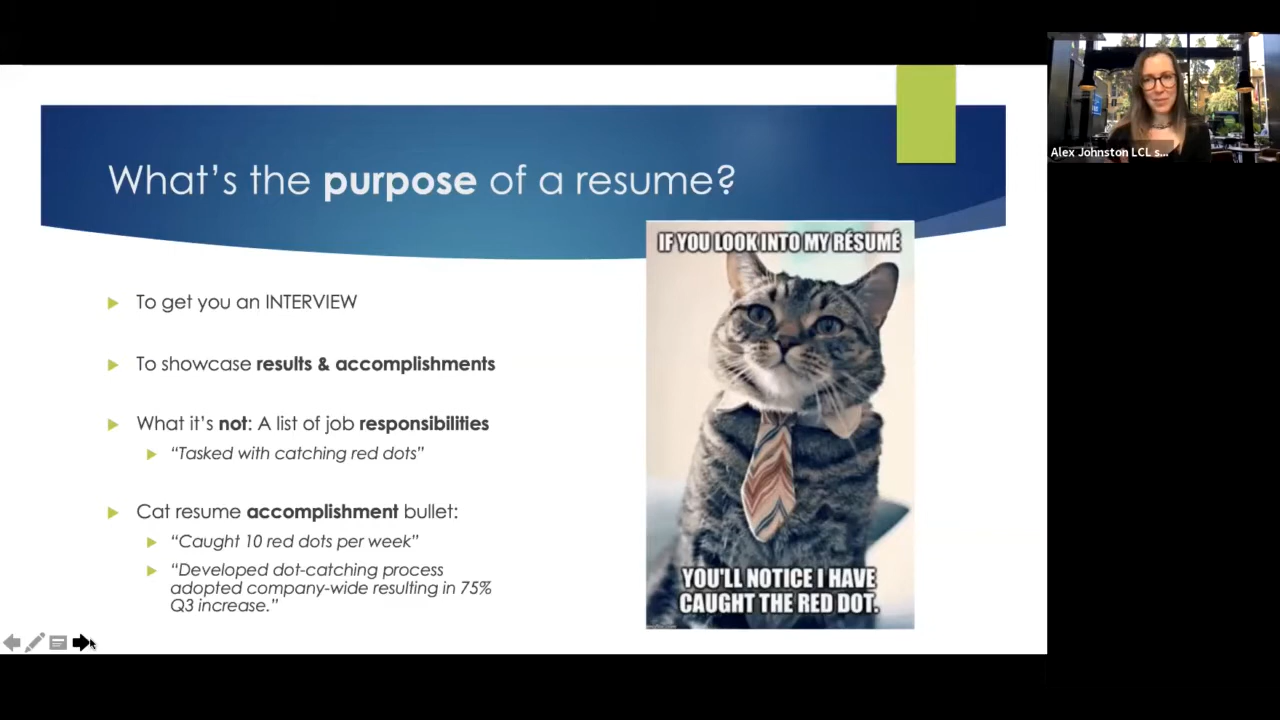 What's the purpose of a resume?
To get you an INTERVIEW
To showcase results & accomplishments
What it's not: A list of job responsibilities
"Tasked with catching red dots"
Cat resume accomplishment bullet:
"Caught 10 red dots per week"
"Developed dot-catching process
adopted company-wide resulting in 75%
Q3 increase."
IF YOU LOOK INTO MY RÉSUMÉ
YOU'LL NOTICE I HAVE
CAUGHT THE RED DOT.
Alex Johnston LCL s...